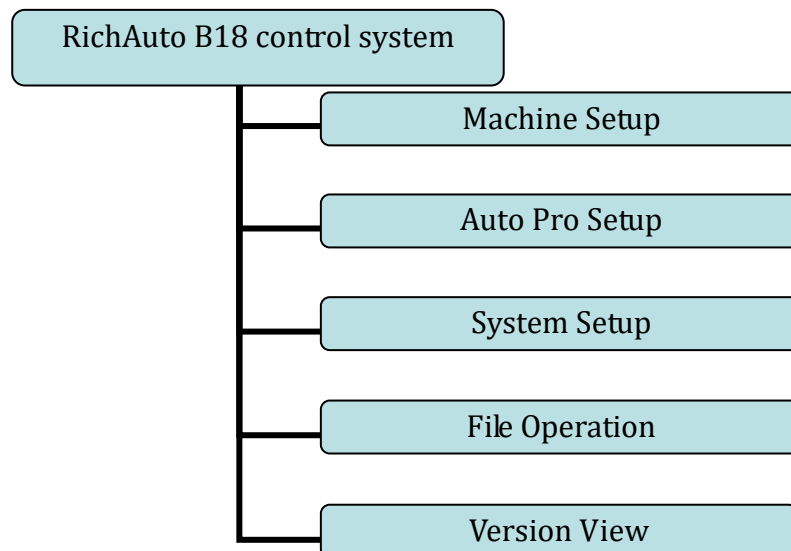 RichAuto B18 control system
Machine Setup
Auto Pro Setup
System Setup
File Operation
Version View